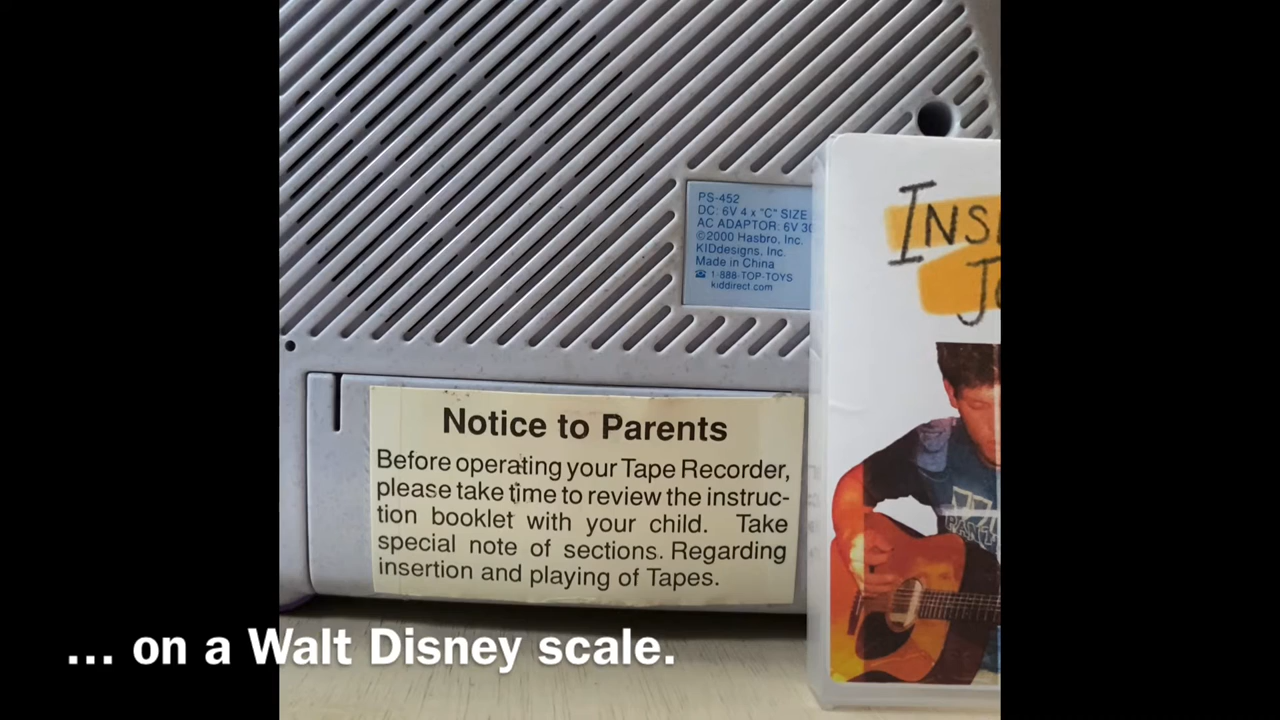 PS-452
DC: 6V 4 x "C" SIZE
AC ADAPTOR: 6V 30
©2000 Hasbro, Inc.
KIDdesigns, Inc.
Made in China
☎ 1-888-TOP-TOYS
kiddirect.com
INS
J
Notice to Parents
Before operating your Tape Recorder,
please take time to review the instruc-
tion booklet with your child. Take
special note of sections. Regarding
insertion and playing of Tapes.
... on a Walt Disney scale.